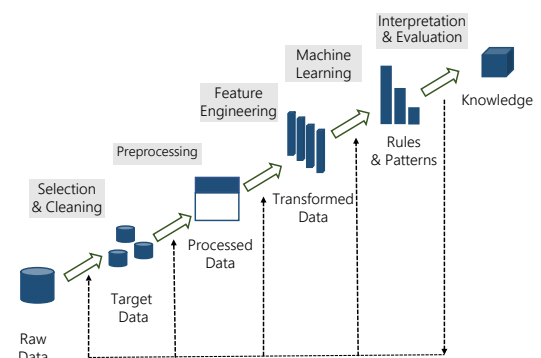 Interpretation
& Evaluation
Machine
Learning
Knowledge
Feature
Engineering
Rules
& Patterns
Preprocessing
Transformed
Data
Selection
& Cleaning
Processed
Data
Target
Data
Raw
Data